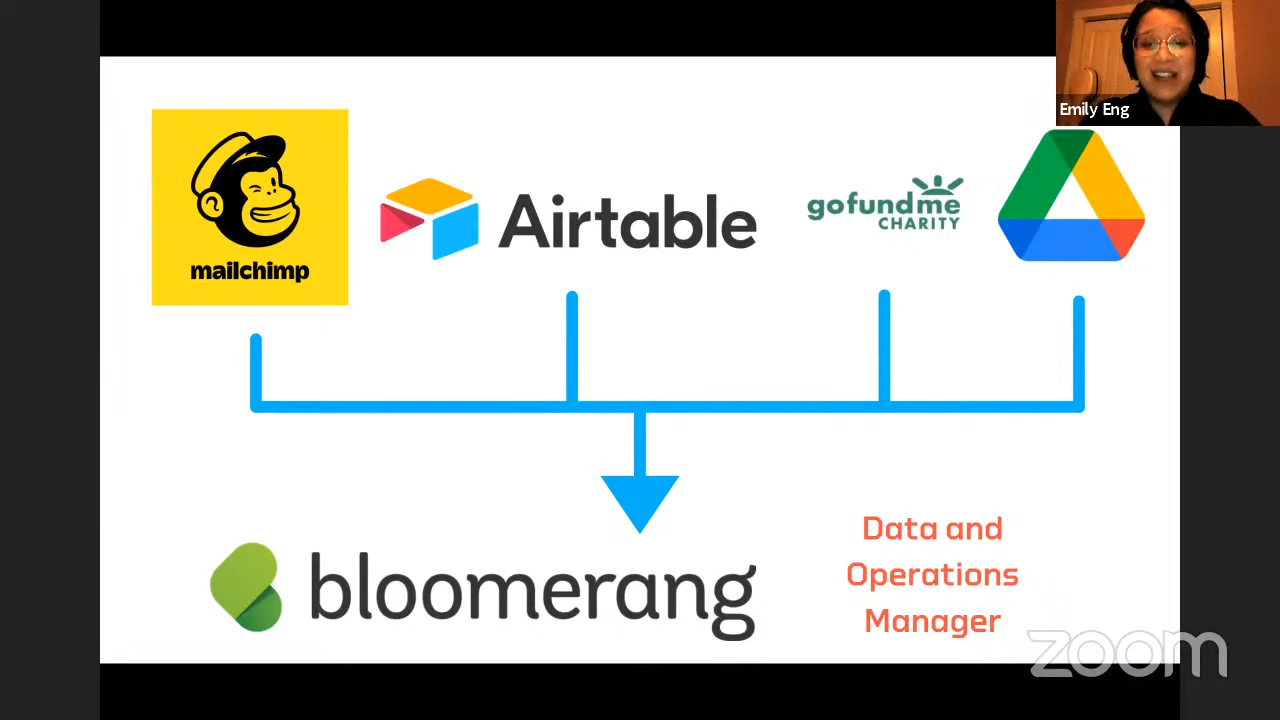 Emily Eng
mailchimp
Airtable
gofundme
CHARITY
bloomerang
Data and
Operations
Manager
zoom